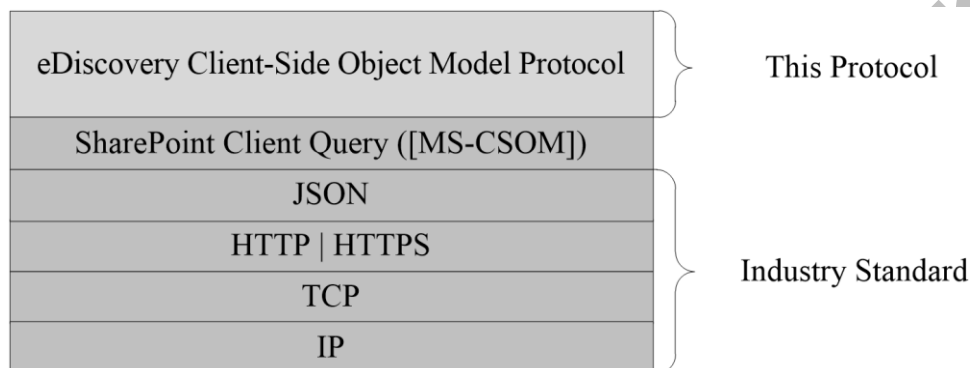 eDiscovery Client-Side Object Model Protocol
This Protocol
SharePoint Client Query ([MS-CSOM])
JSON
HTTP | HTTPS
Industry Standard
TCP
IP